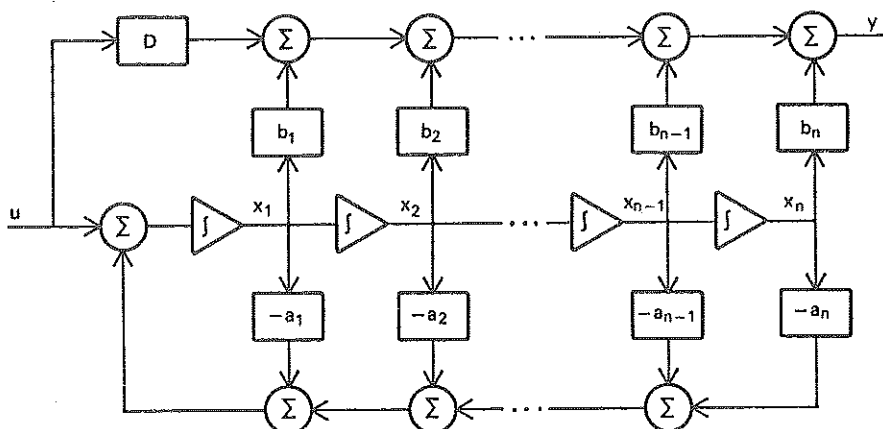 D Σ Σ ... Σ Σ y
b₁ b₂ bₙ₋₁ bₙ
u Σ ∫ x₁ ∫ x₂ ... ∫ xₙ₋₁ ∫ xₙ
−a₁ −a₂ −aₙ₋₁ −aₙ
Σ Σ ... Σ